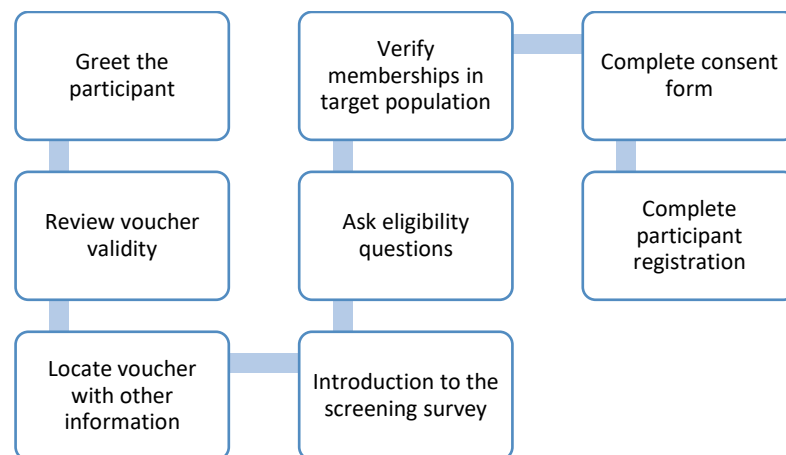 Greet the
participant
Review voucher
validity
Locate voucher
with other
information
Introduction to the
screening survey
Ask eligibility
questions
Verify
memberships in
target population
Complete consent
form
Complete
participant
registration